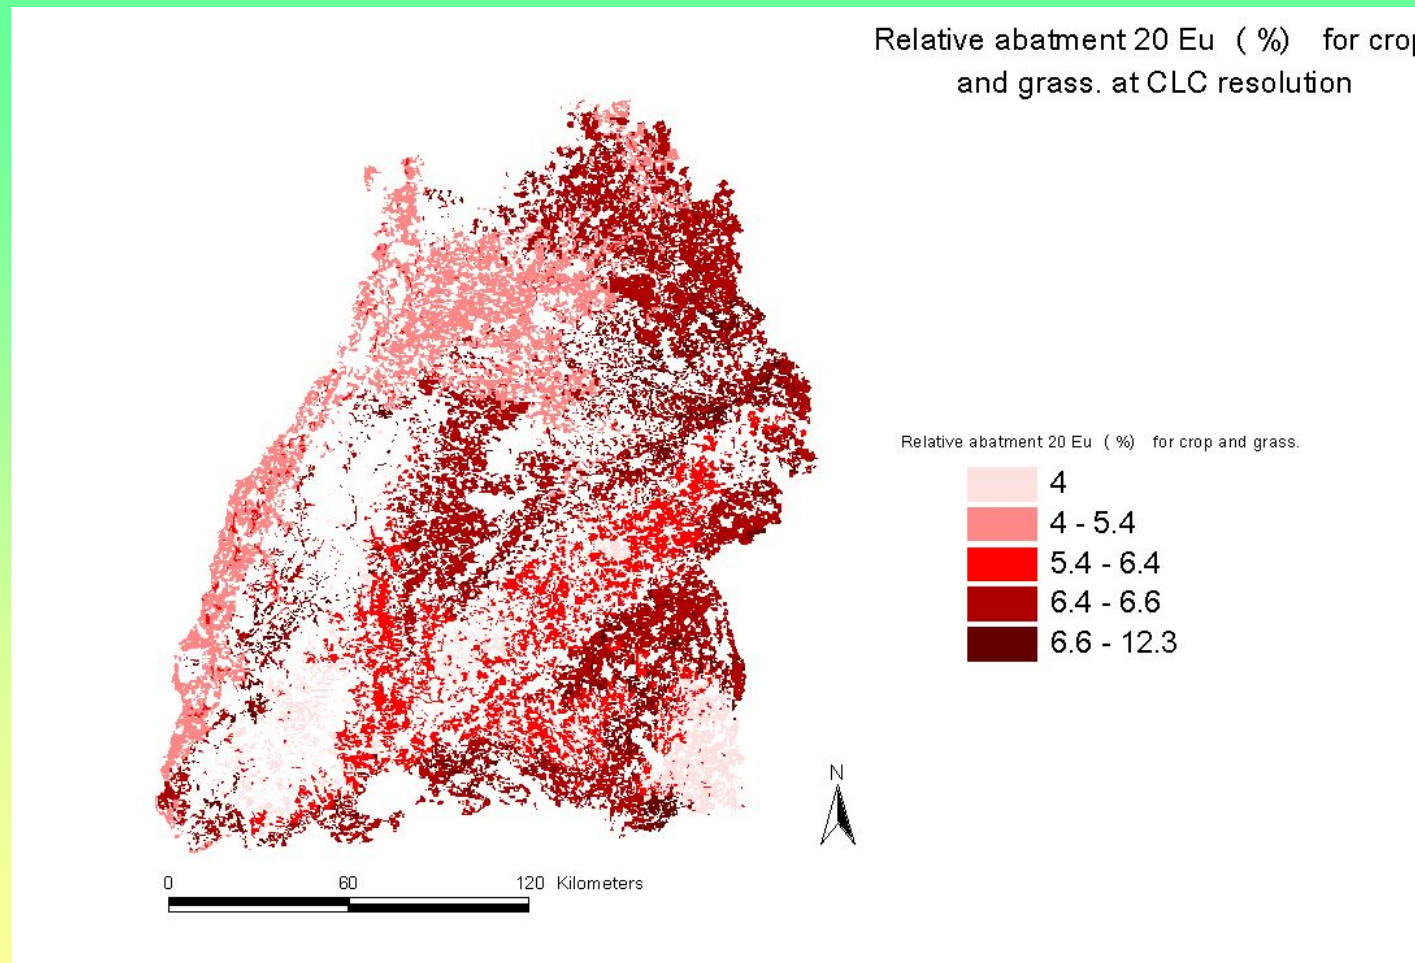 Relative abatment 20 Eu ( %) for crop
and grass. at CLC resolution
Relative abatment 20 Eu ( %) for crop and grass.
4
4 - 5.4
5.4 - 6.4
6.4 - 6.6
6.6 - 12.3
N
0 60 120 Kilometers